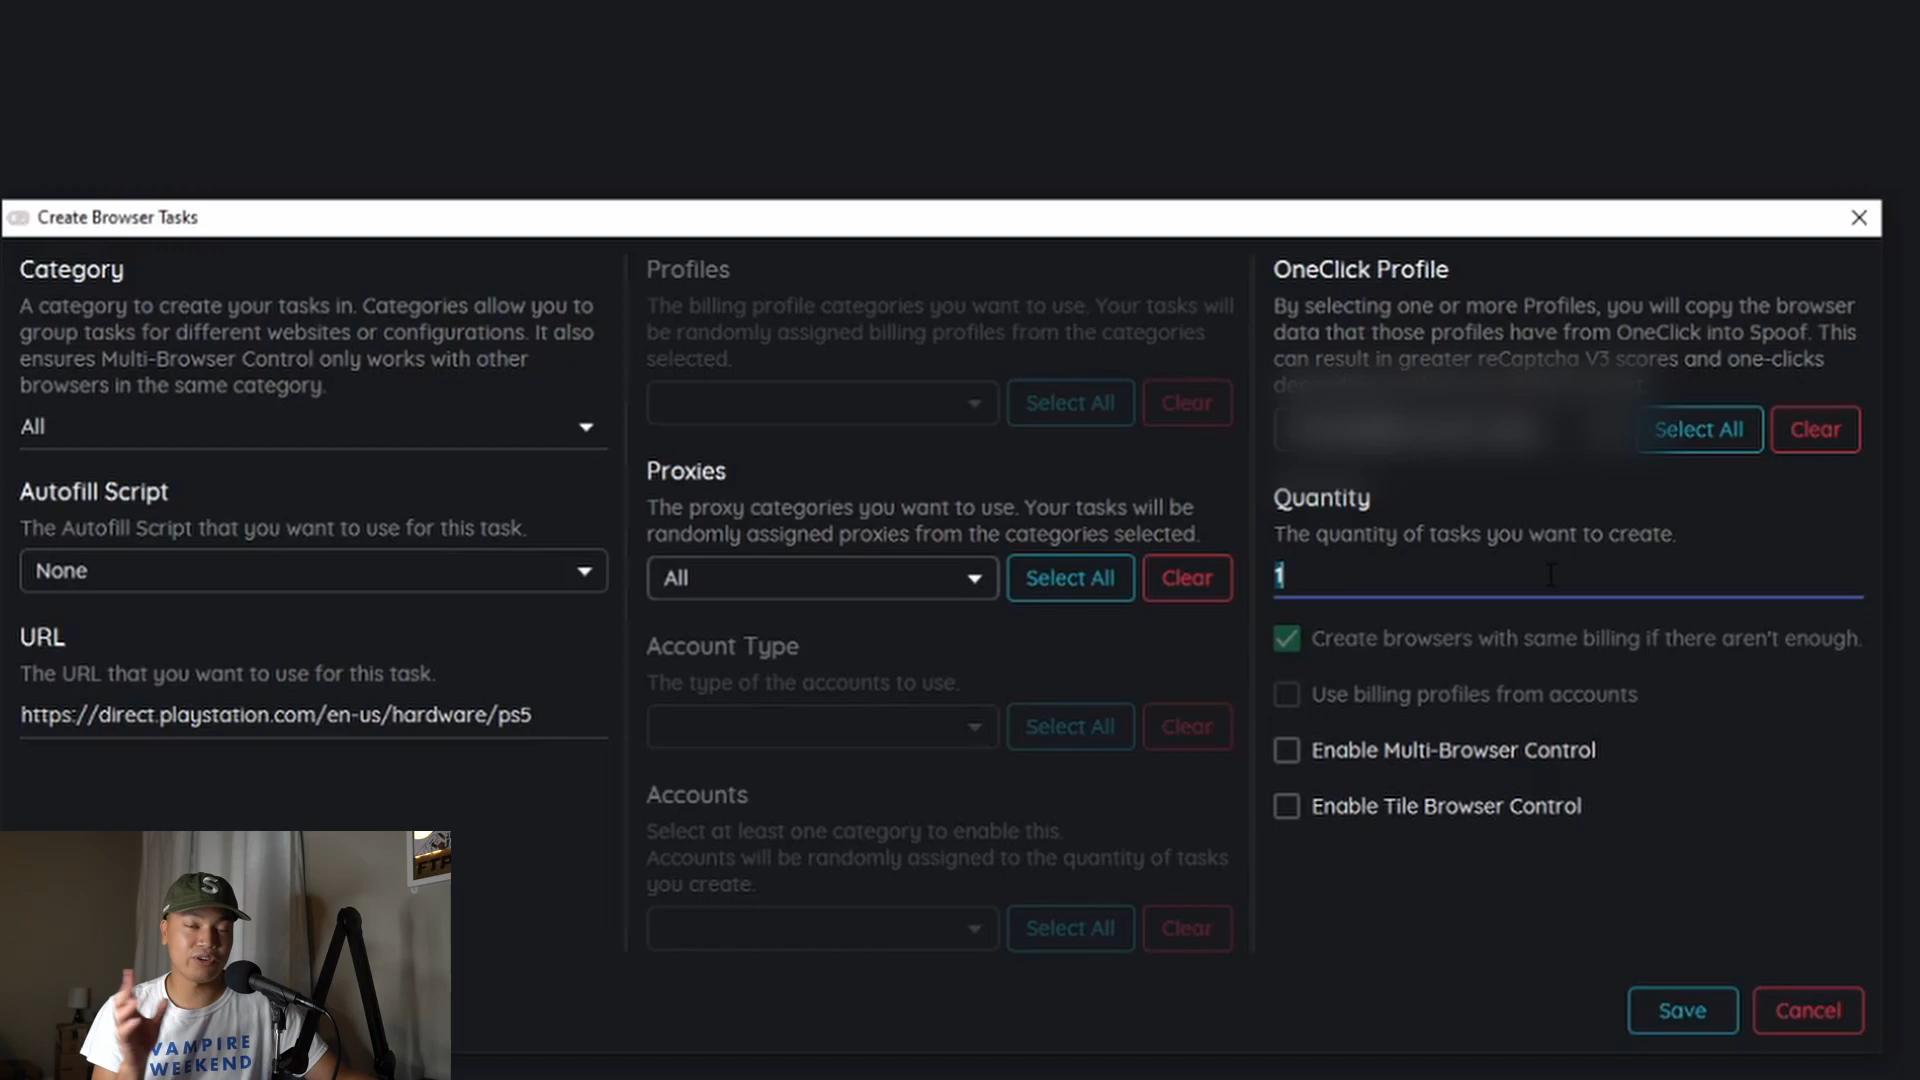 Create Browser Tasks
Category
A category to create your tasks in. Categories allow you to
group tasks for different websites or configurations. It also
ensures Multi-Browser Control only works with other
browsers in the same category.
All
Autofill Script
The Autofill Script that you want to use for this task.
None
URL
The URL that you want to use for this task.
https://direct.playstation.com/en-us/hardware/ps5
Profiles
The billing profile categories you want to use. Your tasks will
be randomly assigned billing profiles from the categories
selected.
Select All
Clear
Proxies
The proxy categories you want to use. Your tasks will be
randomly assigned proxies from the categories selected.
All
Select All
Clear
Account Type
The type of the accounts to use.
Select All
Clear
Accounts
Select at least one category to enable this.
Accounts will be randomly assigned to the quantity of tasks
you create.
Select All
Clear
OneClick Profile
By selecting one or more Profiles, you will copy the browser
data that those profiles have from OneClick into Spoof. This
can result in greater reCaptcha V3 scores and one-clicks
Select All
Clear
Quantity
The quantity of tasks you want to create.
1
Create browsers with same billing if there aren't enough.
Use billing profiles from accounts
Enable Multi-Browser Control
Enable Tile Browser Control
Save
Cancel
S
FTP
VAMPIRE
WEEKEND